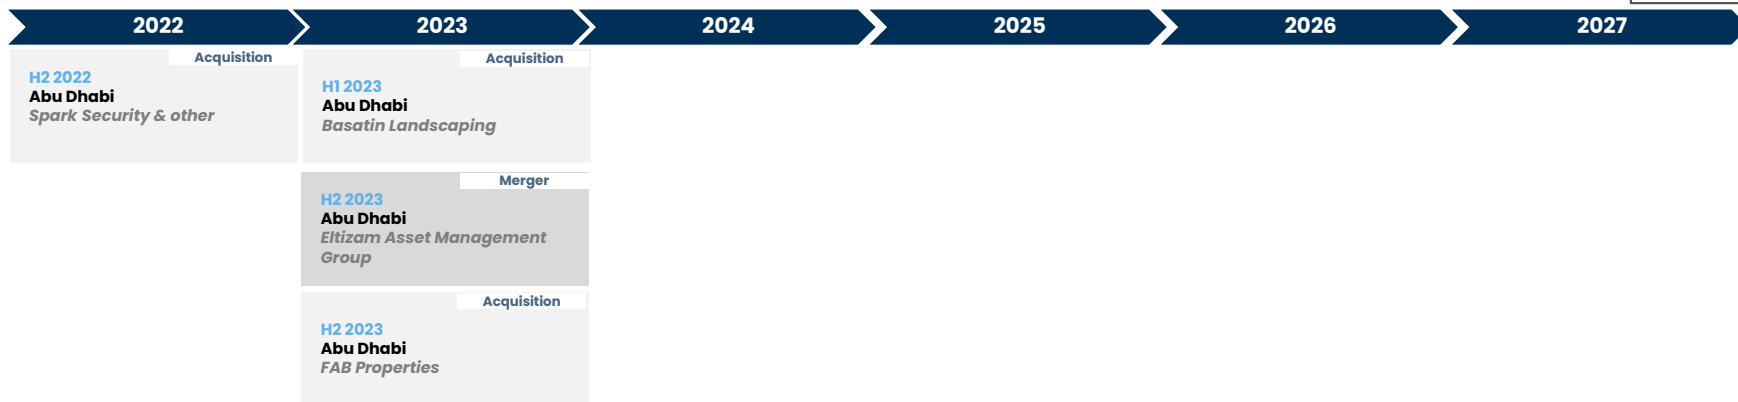 2022
2023
2024
2025
2026
2027
Acquisition
H2 2022
Abu Dhabi
Spark Security & other
Acquisition
H1 2023
Abu Dhabi
Basatin Landscaping
Merger
H2 2023
Abu Dhabi
Eltizam Asset Management
Group
Acquisition
H2 2023
Abu Dhabi
FAB Properties